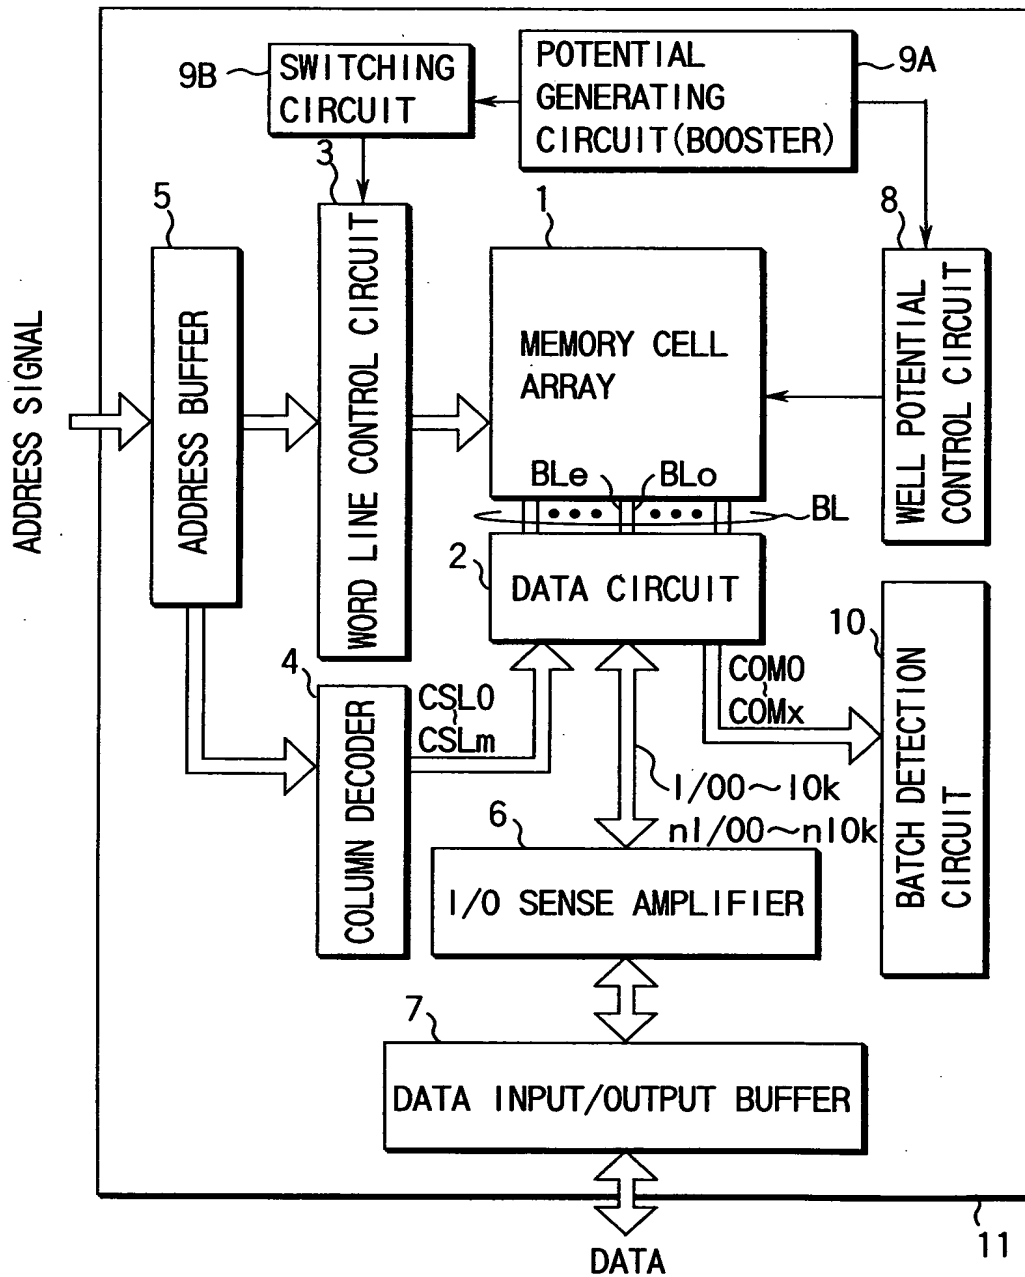 9B
SWITCHING
CIRCUIT
POTENTIAL
GENERATING
CIRCUIT(BOOSTER)
9A
3
5
1
8
ADDRESS SIGNAL
ADDRESS BUFFER
WORD LINE CONTROL CIRCUIT
MEMORY CELL
ARRAY
WELL POTENTIAL
CONTROL CIRCUIT
BLe
BLo
BL
2
DATA CIRCUIT
10
BATCH DETECTION
CIRCUIT
4
COLUMN DECODER
CSL0
~
CSLm
COM0
~
COMx
I/O0~IOk
nI/O0~nIOk
6
I/O SENSE AMPLIFIER
7
DATA INPUT/OUTPUT BUFFER
DATA
11